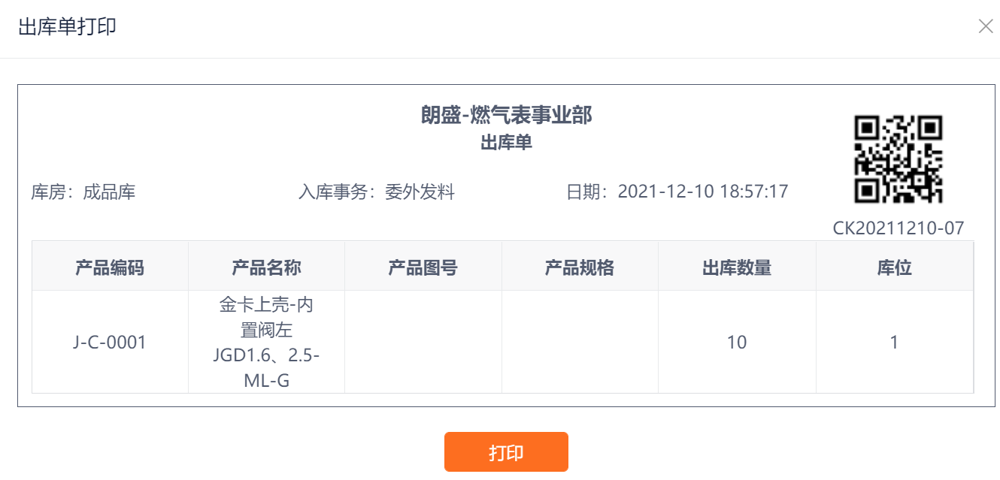 出库单打印
朗盛-燃气表事业部
出库单
库房：成品库 入库事务：委外发料 日期：2021-12-10 18:57:17
CK20211210-07
产品编码 产品名称 产品图号 产品规格 出库数量 库位
金卡上壳-内
置阀左
J-C-0001 JGD1.6、2.5- 10 1
ML-G
打印